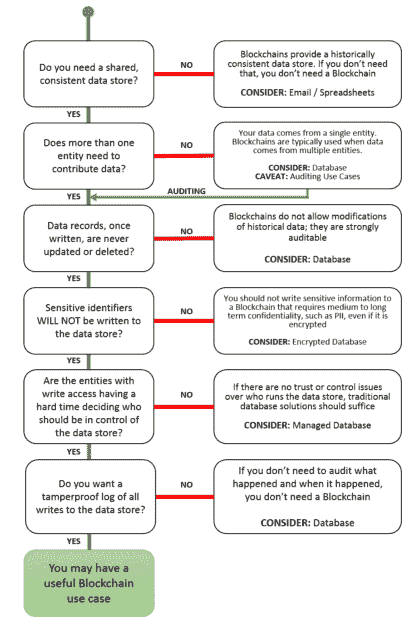 Do you need a shared,
consistent data store?
NO
Blockchains provide a historically
consistent data store. If you don't need
that, you don't need a Blockchain
CONSIDER: Email / Spreadsheets
YES
Does more than one
entity need to
contribute data?
NO
Your data comes from a single entity.
Blockchains are typically used when data
comes from multiple entities.
CONSIDER: Database
CAVEAT: Auditing Use Cases
YES
AUDITING
Data records, once
written, are never
updated or deleted?
NO
Blockchains do not allow modifications
of historical data; they are strongly
auditable
CONSIDER: Database
YES
Sensitive identifiers
WILL NOT be written to
the data store?
NO
You should not write sensitive information to
a Blockchain that requires medium to long
term confidentiality, such as PII, even if it is
encrypted
CONSIDER: Encrypted Database
YES
Are the entities with
write access having a
hard time deciding who
should be in control of
the data store?
NO
If there are no trust or control issues
over who runs the data store, traditional
database solutions should suffice
CONSIDER: Managed Database
YES
Do you want a
tamperproof log of all
writes to the data store?
NO
If you don't need to audit what
happened and when it happened,
you don't need a Blockchain
CONSIDER: Database
YES
You may have a
useful Blockchain
use case